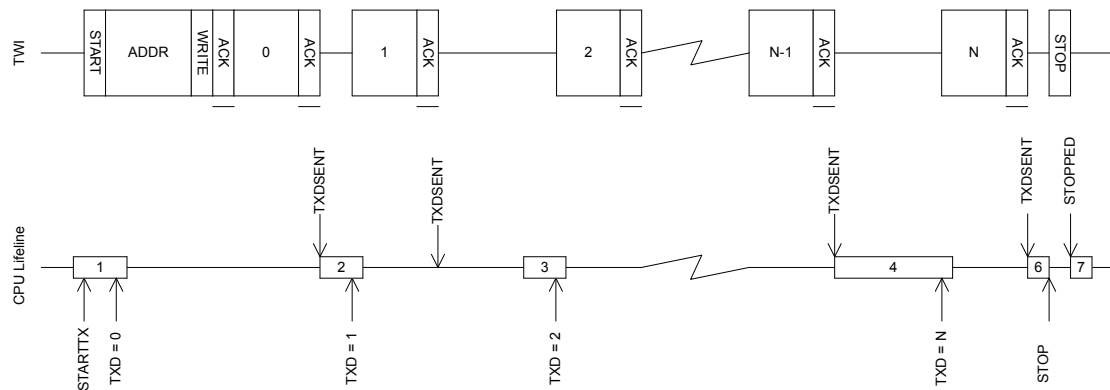 TWI
START
ADDR
WRITE
ACK
0
ACK
1
ACK
2
ACK
N-1
ACK
N
ACK
STOP
CPU Lifeline
TXDSENT
TXDSENT
TXDSENT
TXDSENT
STOPPED
1
2
3
4
6
7
STARTTX
TXD = 0
TXD = 1
TXD = 2
TXD = N
STOP